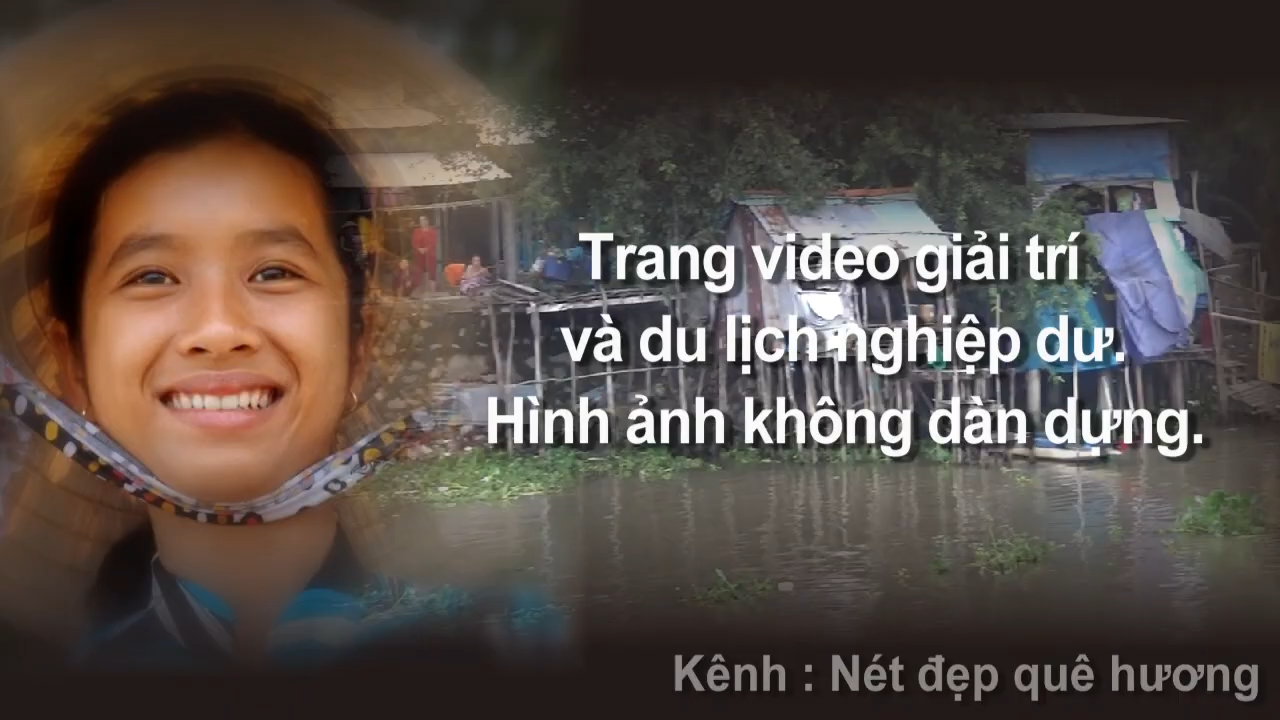 Trang video giải trí
và du lịch nghiệp dư.
Hình ảnh không dàn dựng.
Kênh : Nét đẹp quê hương